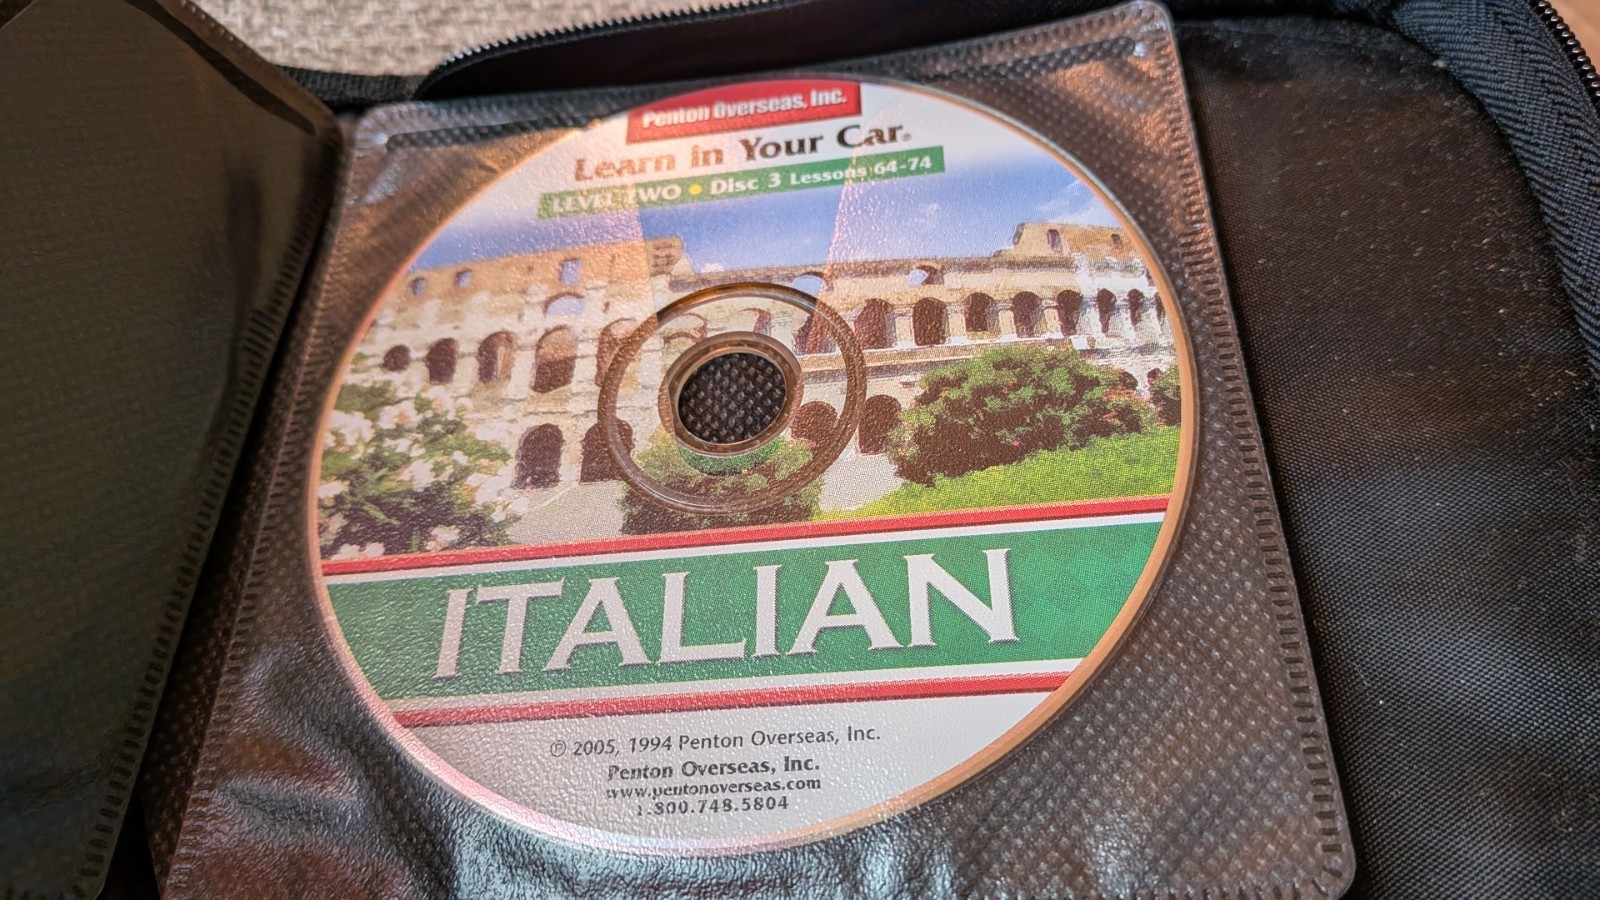 Penton Overseas, Inc.
Learn in Your Car®
LEVEL TWO • Disc 3 Lessons 64-74
ITALIAN
℗ 2005, 1994 Penton Overseas, Inc.
Penton Overseas, Inc.
www.pentonoverseas.com
1.800.748.5804